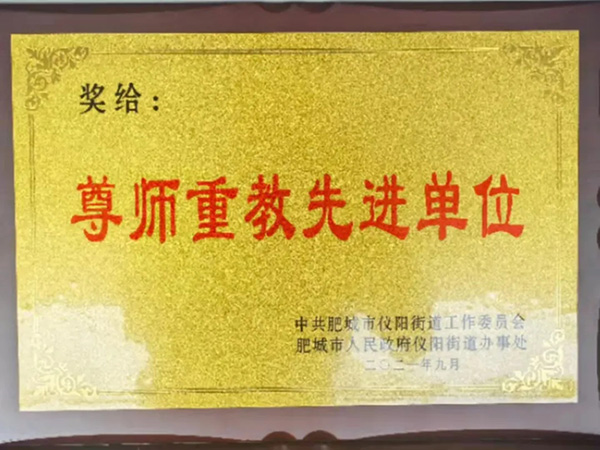 奖给：
尊师重教先进单位
中共肥城市仪阳街道工作委员会
肥城市人民政府仪阳街道办事处
二〇二一年九月